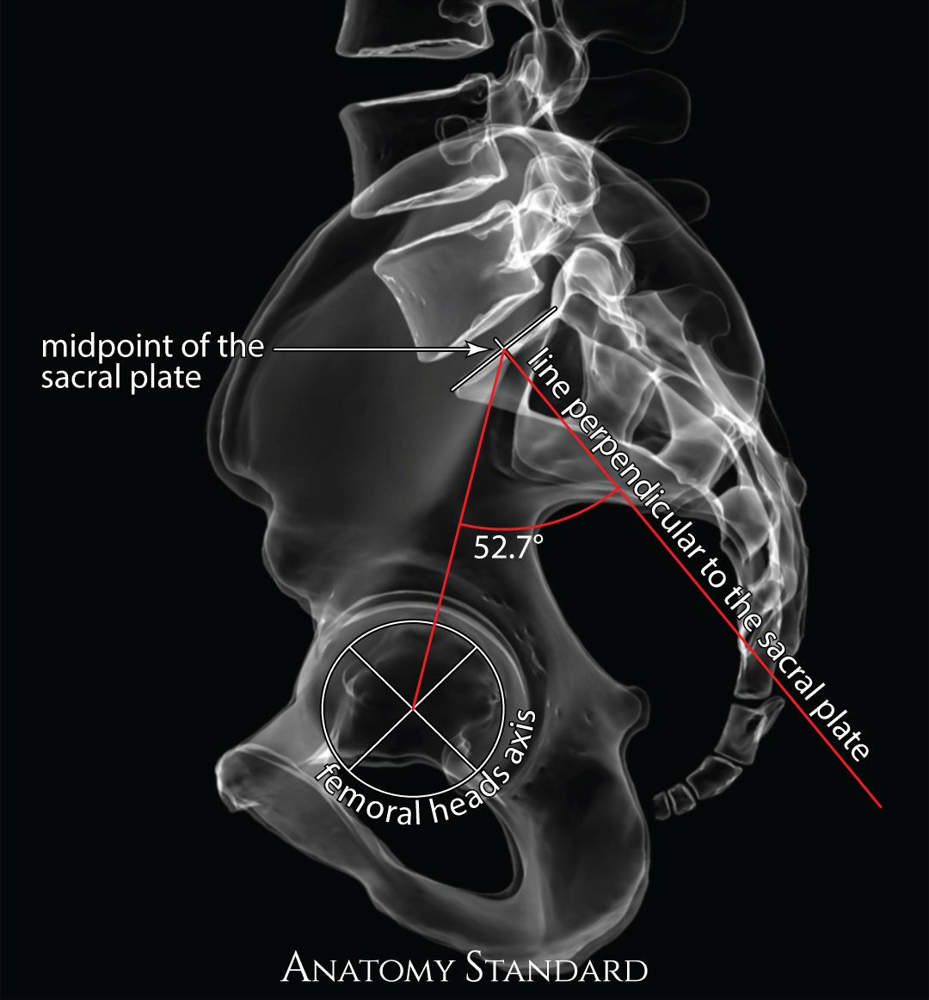 midpoint of the
sacral plate
line perpendicular to the sacral plate
52.7°
femoral heads axis
ANATOMY STANDARD